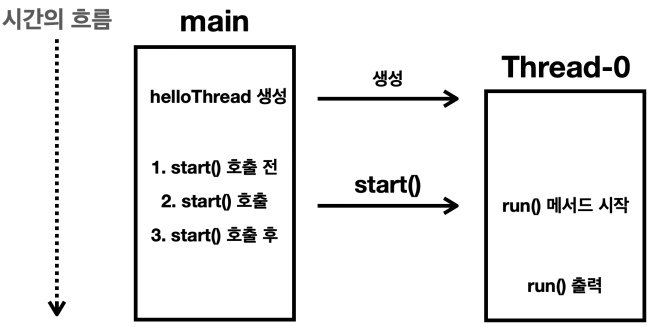 시간의 흐름
main
helloThread 생성
1. start() 호출 전
2. start() 호출
3. start() 호출 후
생성
start()
Thread-0
run() 메서드 시작
run() 출력